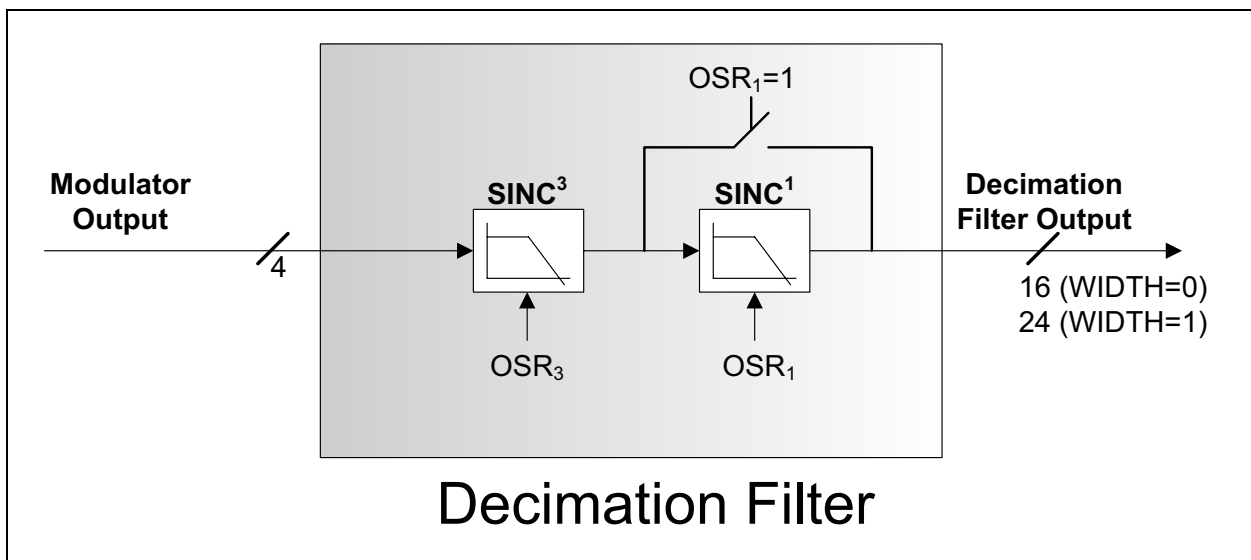 OSR₁=1
Modulator
Output
4
SINC³
SINC¹
OSR₃
OSR₁
Decimation
Filter Output
16 (WIDTH=0)
24 (WIDTH=1)
Decimation Filter